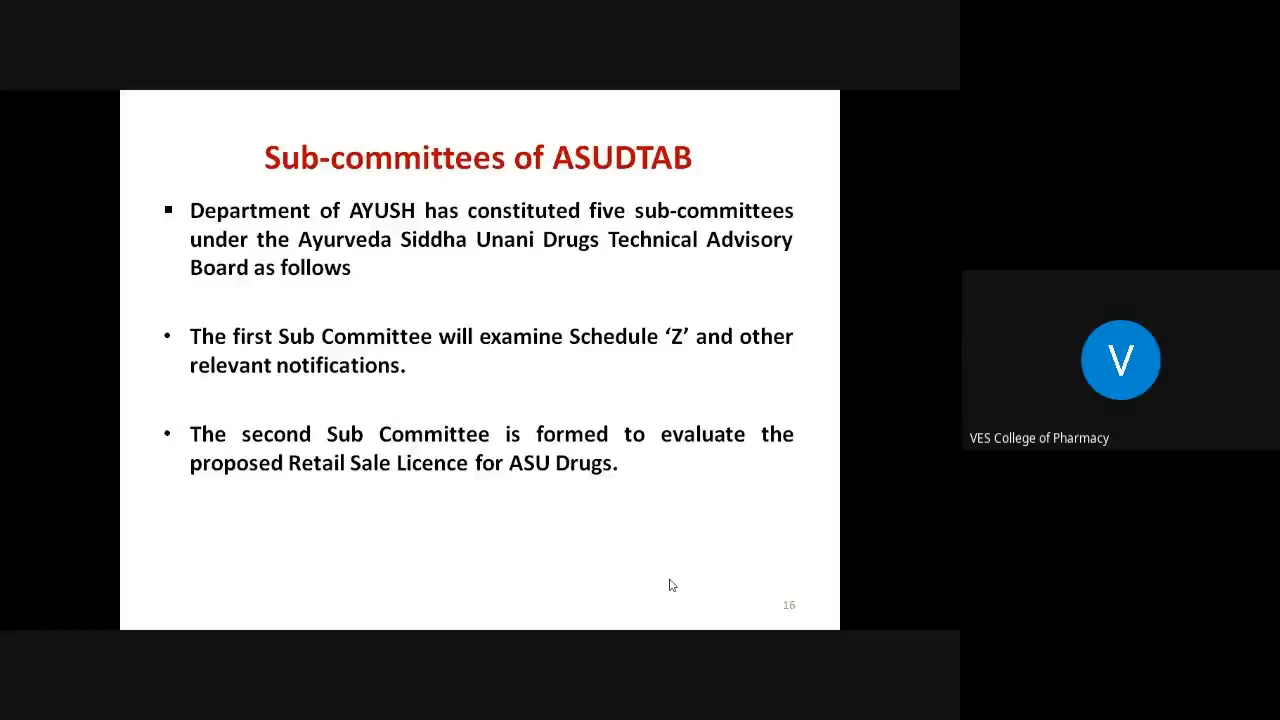 Sub-committees of ASUDTAB
▪ Department of AYUSH has constituted five sub-committees
under the Ayurveda Siddha Unani Drugs Technical Advisory
Board as follows
• The first Sub Committee will examine Schedule ‘Z’ and other
relevant notifications.
• The second Sub Committee is formed to evaluate the
proposed Retail Sale Licence for ASU Drugs.
16
V
VES College of Pharmacy